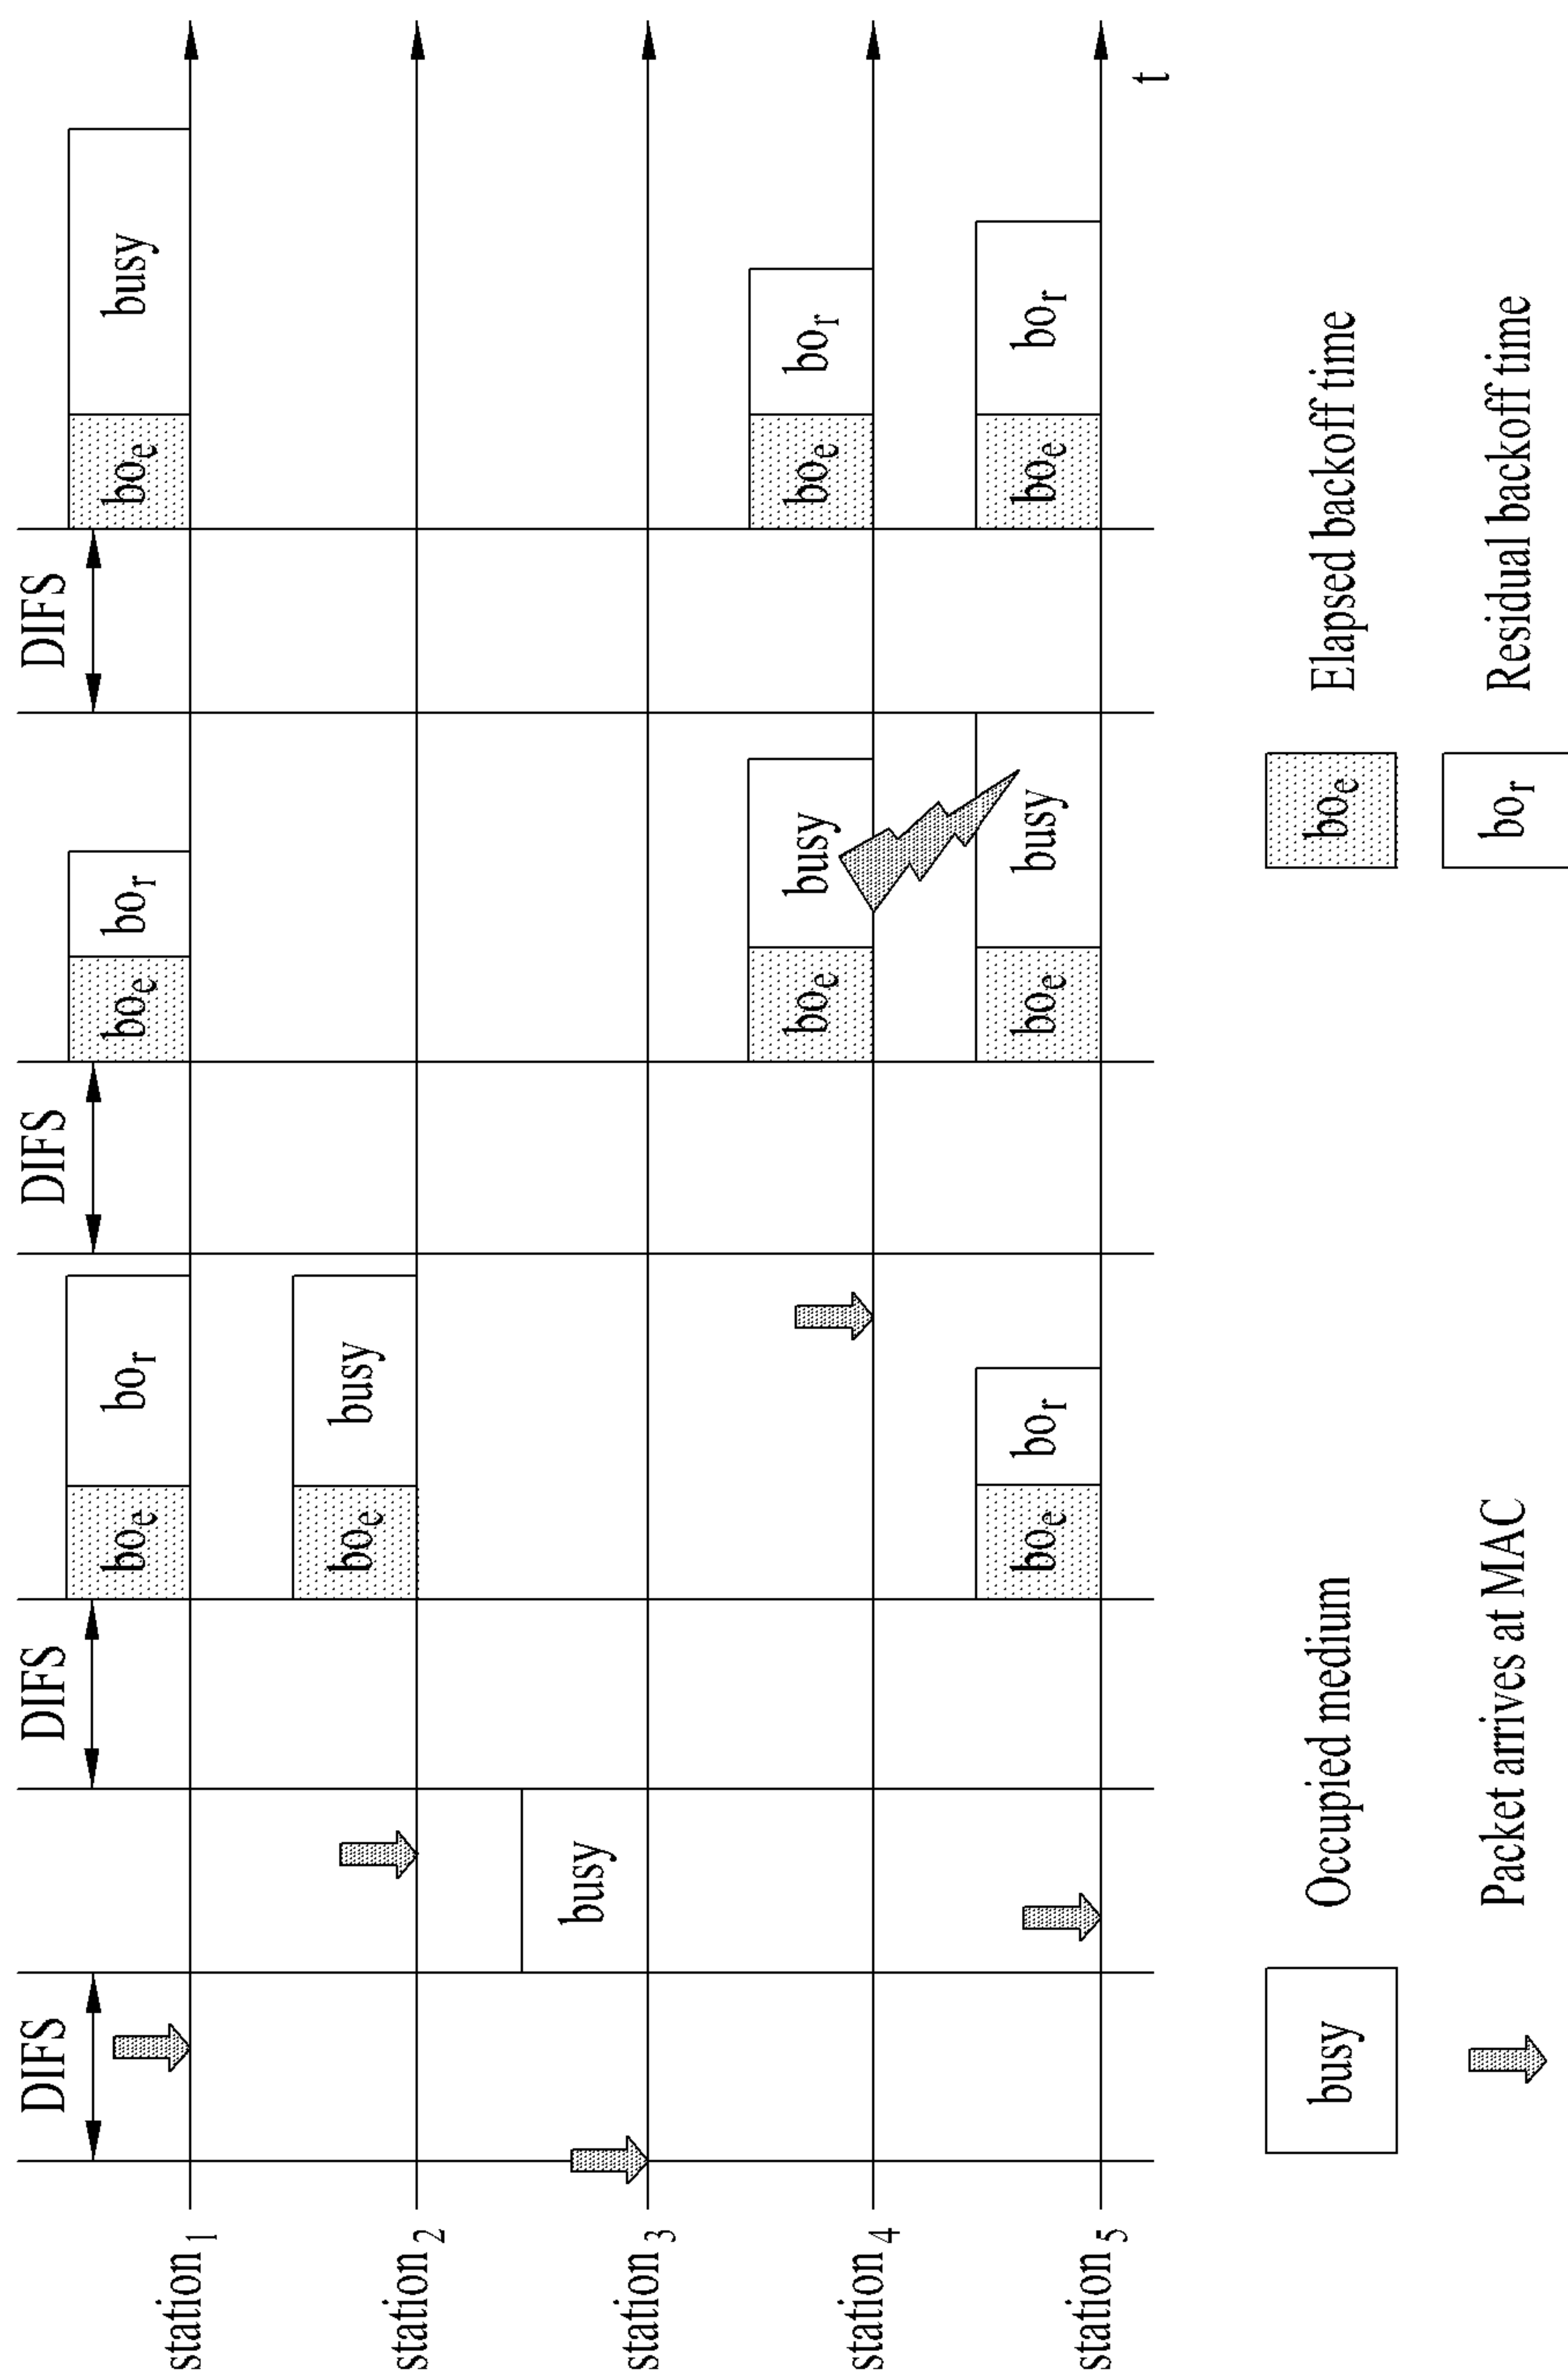 DIFS DIFS DIFS DIFS
station1 boe bor boe bor boe busy
station2 boe busy
station3 busy
station4 boe busy boe bor
station5 boe bor boe busy boe bor
t
busy Occupied medium boe Elapsed backoff time
Packet arrives at MAC bor Residual backoff time